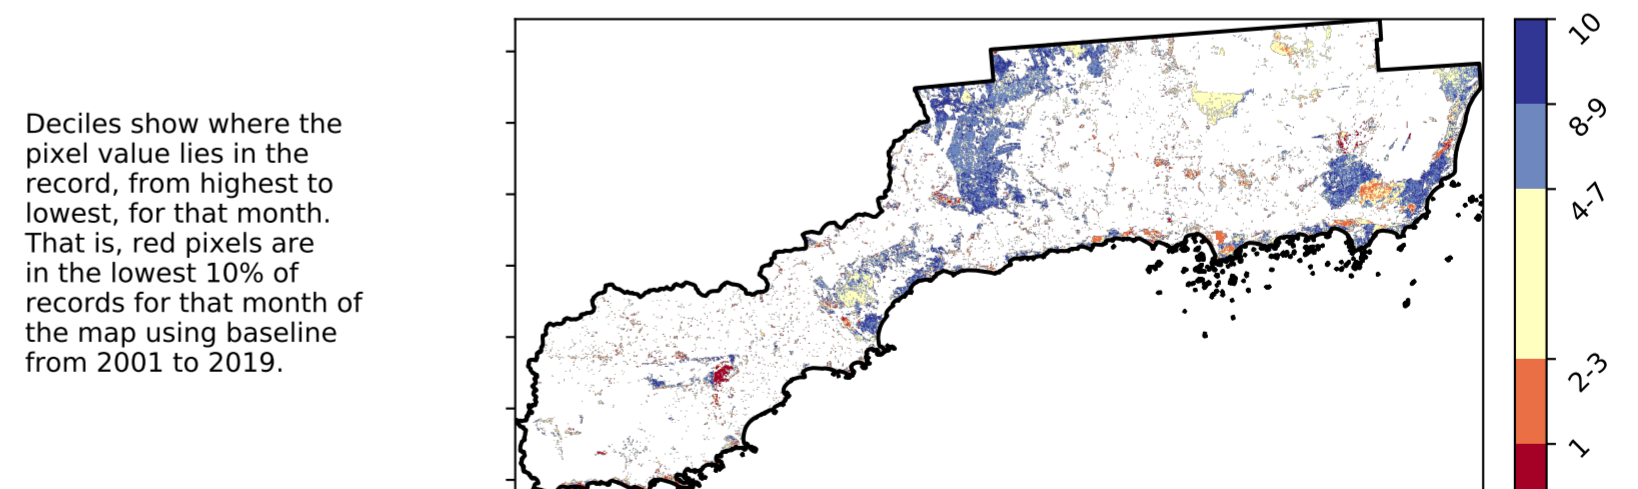 Deciles show where the
pixel value lies in the
record, from highest to
lowest, for that month.
That is, red pixels are
in the lowest 10% of
records for that month of
the map using baseline
from 2001 to 2019.
10
8-9
4-7
2-3
1